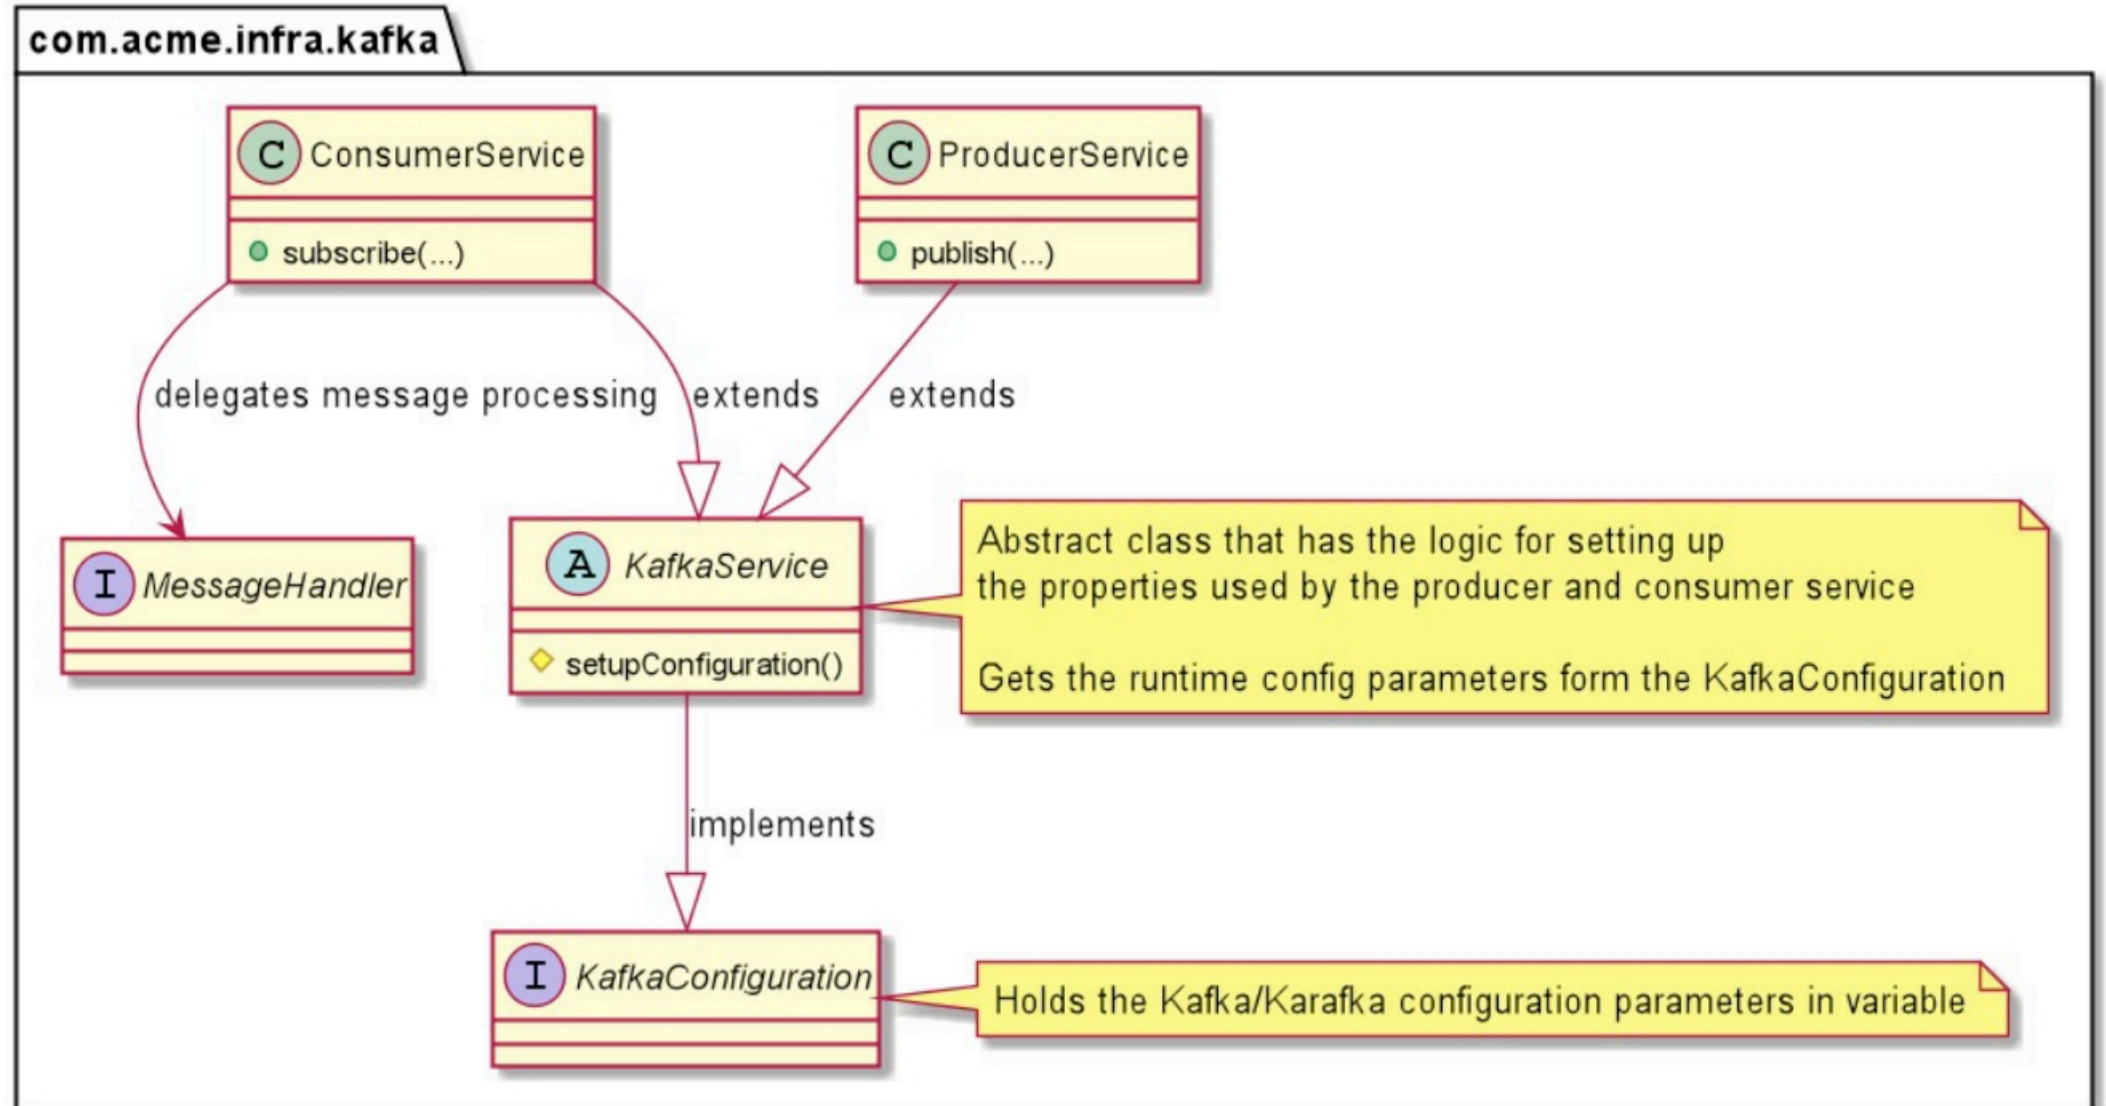 com.acme.infra.kafka
C ConsumerService
subscribe(...)
C ProducerService
publish(...)
delegates message processing
extends
extends
I MessageHandler
A KafkaService
setupConfiguration()
Abstract class that has the logic for setting up
the properties used by the producer and consumer service
Gets the runtime config parameters form the KafkaConfiguration
implements
I KafkaConfiguration
Holds the Kafka/Karafka configuration parameters in variable